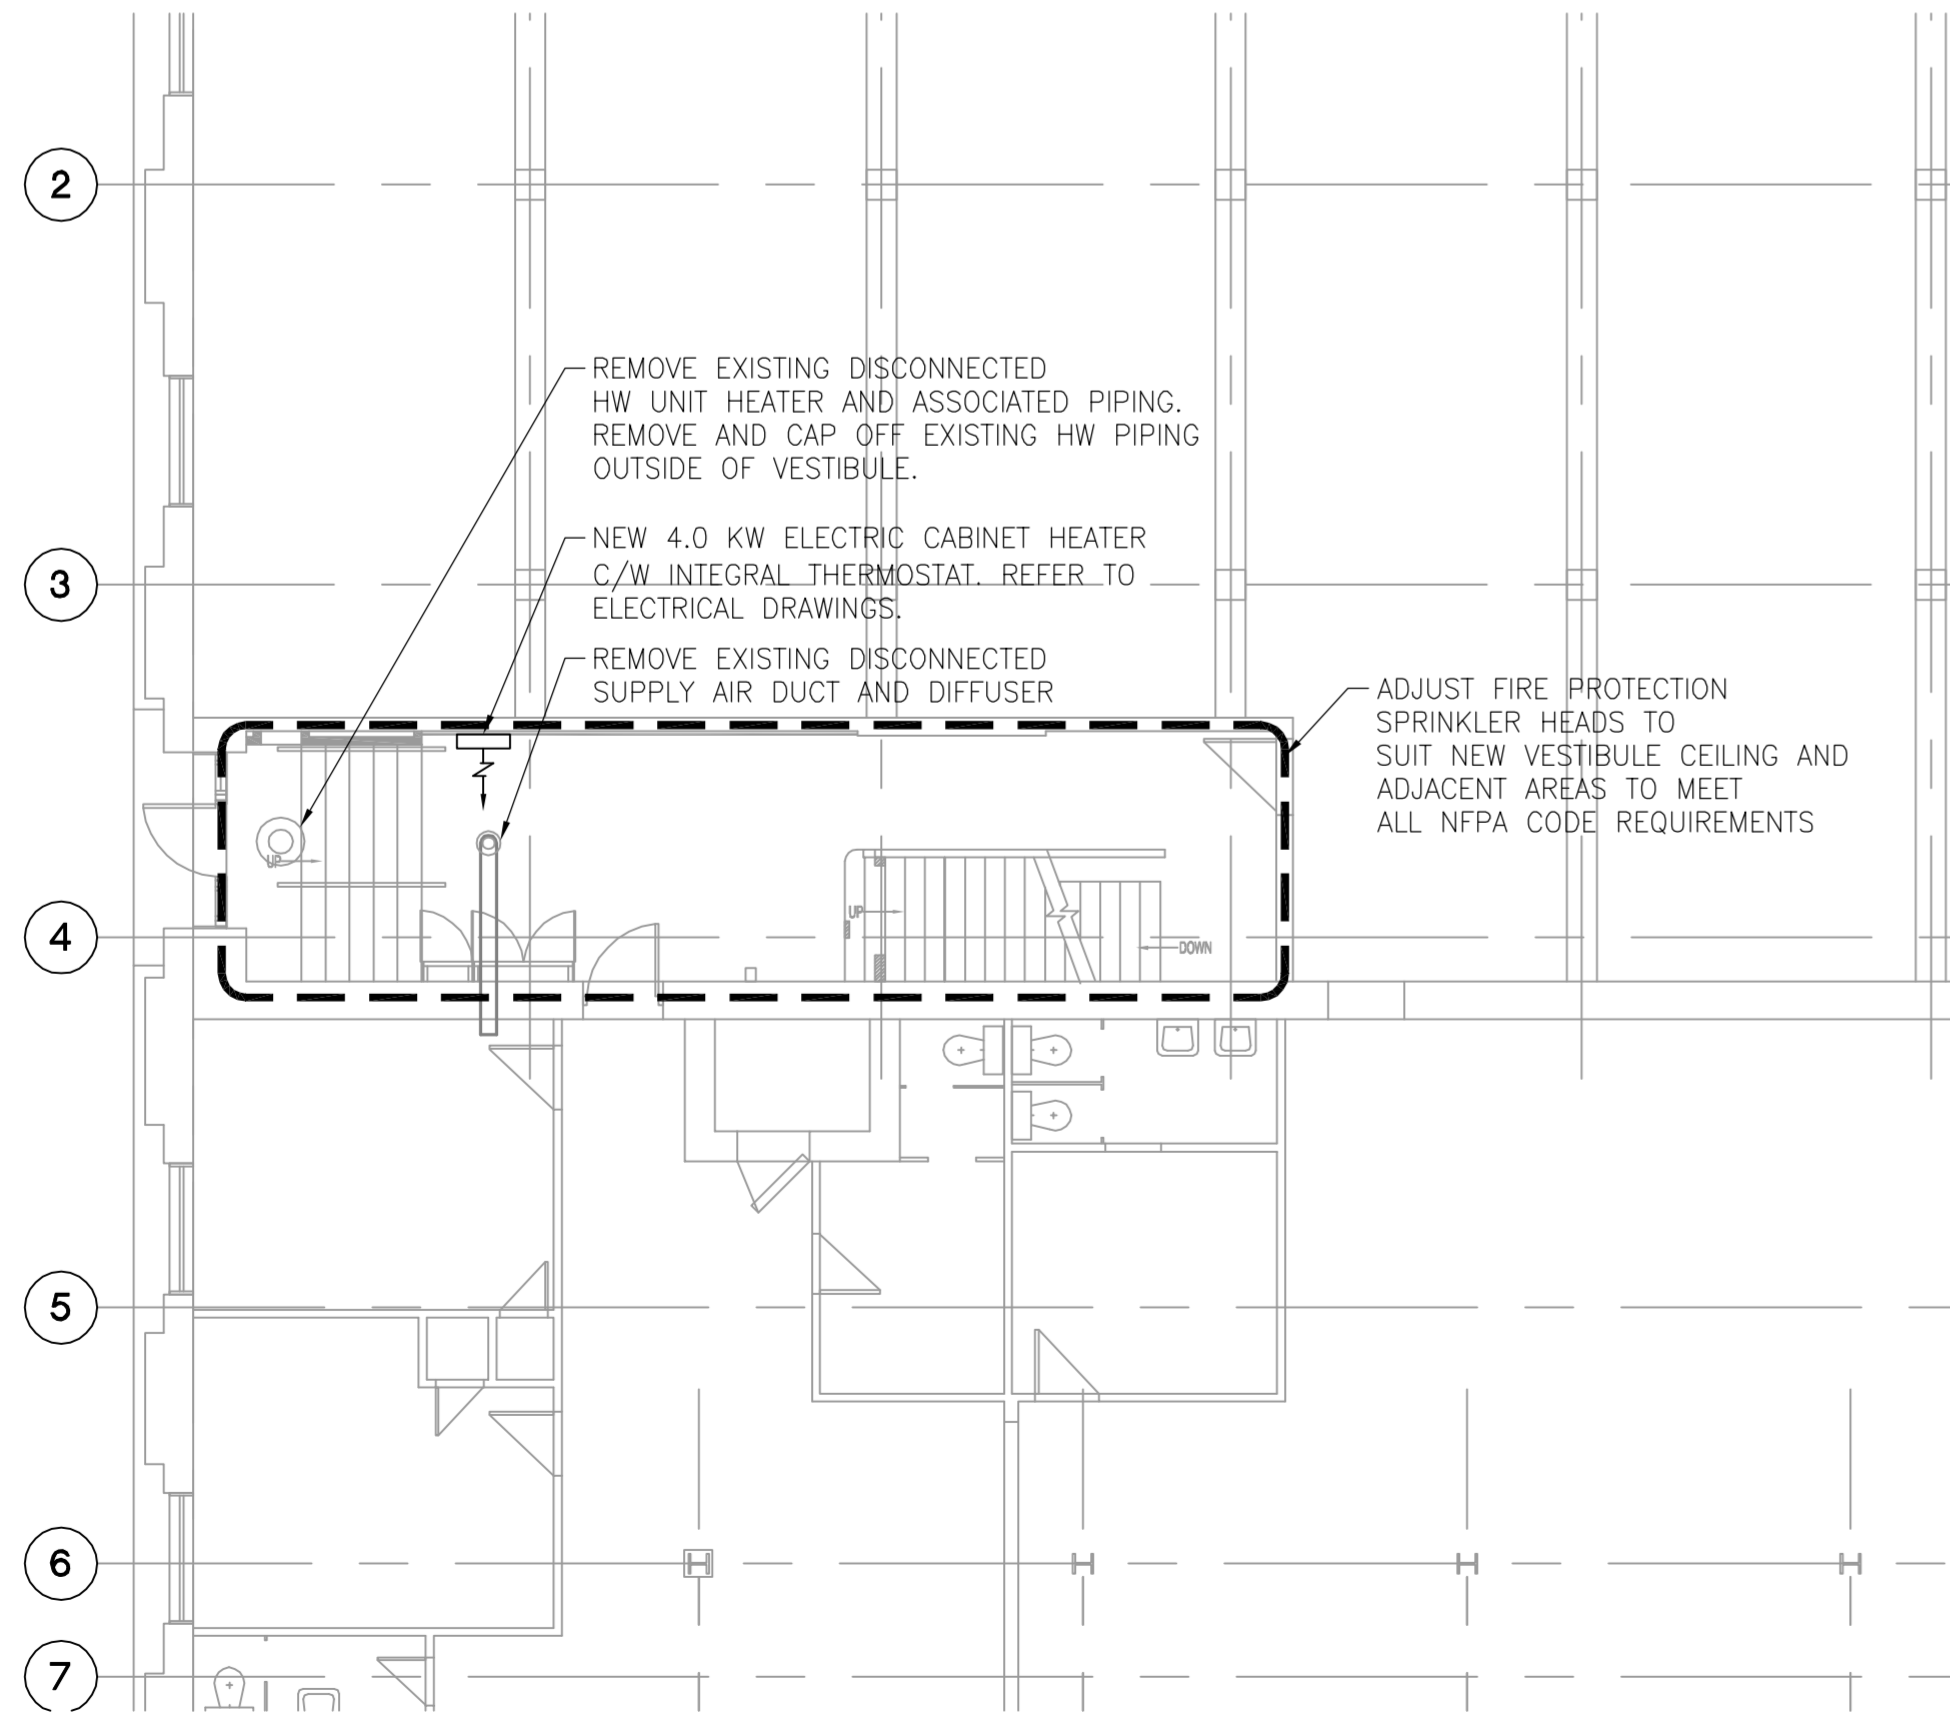 2
REMOVE EXISTING DISCONNECTED
HW UNIT HEATER AND ASSOCIATED PIPING.
REMOVE AND CAP OFF EXISTING HW PIPING
OUTSIDE OF VESTIBULE.
NEW 4.0 KW ELECTRIC CABINET HEATER
C/W INTEGRAL THERMOSTAT. REFER TO
ELECTRICAL DRAWINGS.
3
REMOVE EXISTING DISCONNECTED
SUPPLY AIR DUCT AND DIFFUSER
ADJUST FIRE PROTECTION
SPRINKLER HEADS TO
SUIT NEW VESTIBULE CEILING AND
ADJACENT AREAS TO MEET
ALL NFPA CODE REQUIREMENTS
UP
UP
4
DOWN
5
6
7